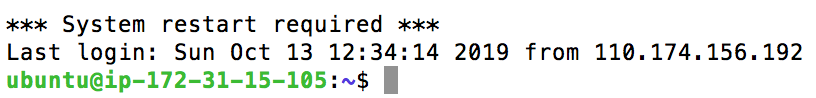 *** System restart required ***
Last login: Sun Oct 13 12:34:14 2019 from 110.174.156.192
ubuntu@ip-172-31-15-105:~$